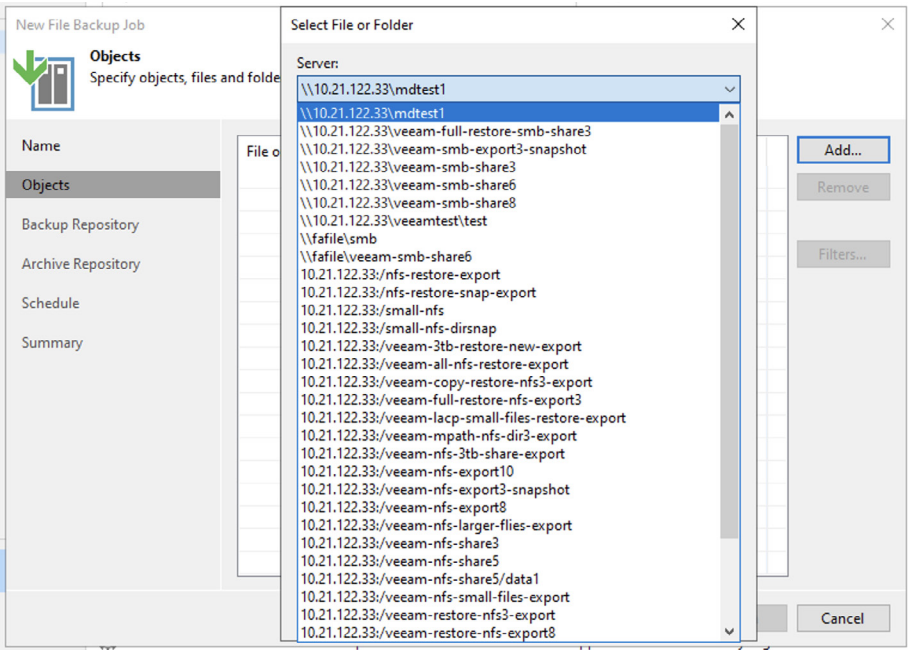 New File Backup Job
Select File or Folder
Objects
Specify objects, files and folde
Server:
\\10.21.122.33\mdtest1
\\10.21.122.33\mdtest1
\\10.21.122.33\veeam-full-restore-smb-share3
\\10.21.122.33\veeam-smb-export3-snapshot
\\10.21.122.33\veeam-smb-share3
\\10.21.122.33\veeam-smb-share6
\\10.21.122.33\veeam-smb-share8
\\10.21.122.33\veeamtest\test
\\fafile\smb
\\fafile\veeam-smb-share6
10.21.122.33:/nfs-restore-export
10.21.122.33:/nfs-restore-snap-export
10.21.122.33:/small-nfs
10.21.122.33:/small-nfs-dirsnap
10.21.122.33:/veeam-3tb-restore-new-export
10.21.122.33:/veeam-all-nfs-restore-export
10.21.122.33:/veeam-copy-restore-nfs3-export
10.21.122.33:/veeam-full-restore-nfs-export3
10.21.122.33:/veeam-lacp-small-files-restore-export
10.21.122.33:/veeam-mpath-nfs-dir3-export
10.21.122.33:/veeam-nfs-3tb-share-export
10.21.122.33:/veeam-nfs-export10
10.21.122.33:/veeam-nfs-export3-snapshot
10.21.122.33:/veeam-nfs-export8
10.21.122.33:/veeam-nfs-larger-flies-export
10.21.122.33:/veeam-nfs-share3
10.21.122.33:/veeam-nfs-share5
10.21.122.33:/veeam-nfs-share5/data1
10.21.122.33:/veeam-nfs-small-files-export
10.21.122.33:/veeam-restore-nfs3-export
10.21.122.33:/veeam-restore-nfs-export8
Name
Objects
Backup Repository
Archive Repository
Schedule
Summary
File o
Add...
Remove
Filters...
Cancel